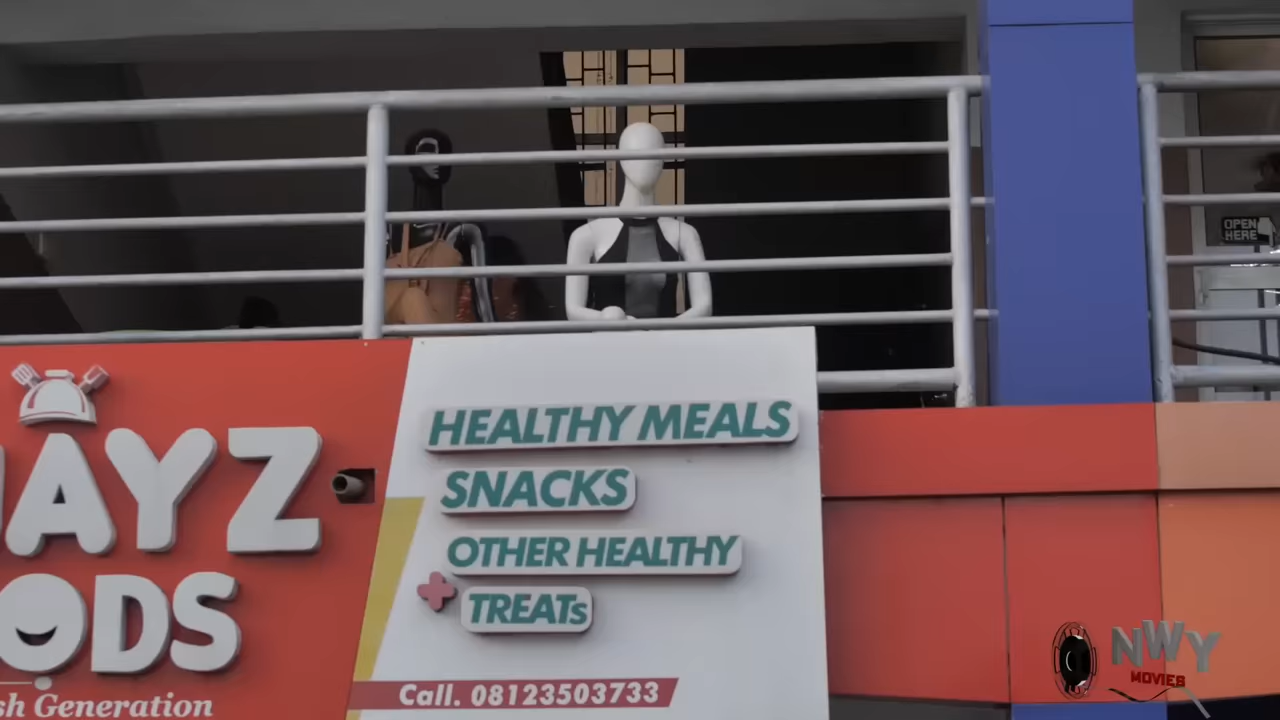 OPEN
HERE
AYZ
ODS
sh Generation
HEALTHY MEALS
SNACKS
OTHER HEALTHY
+ TREATs
Call. 08123503733
NWY
MOVIES